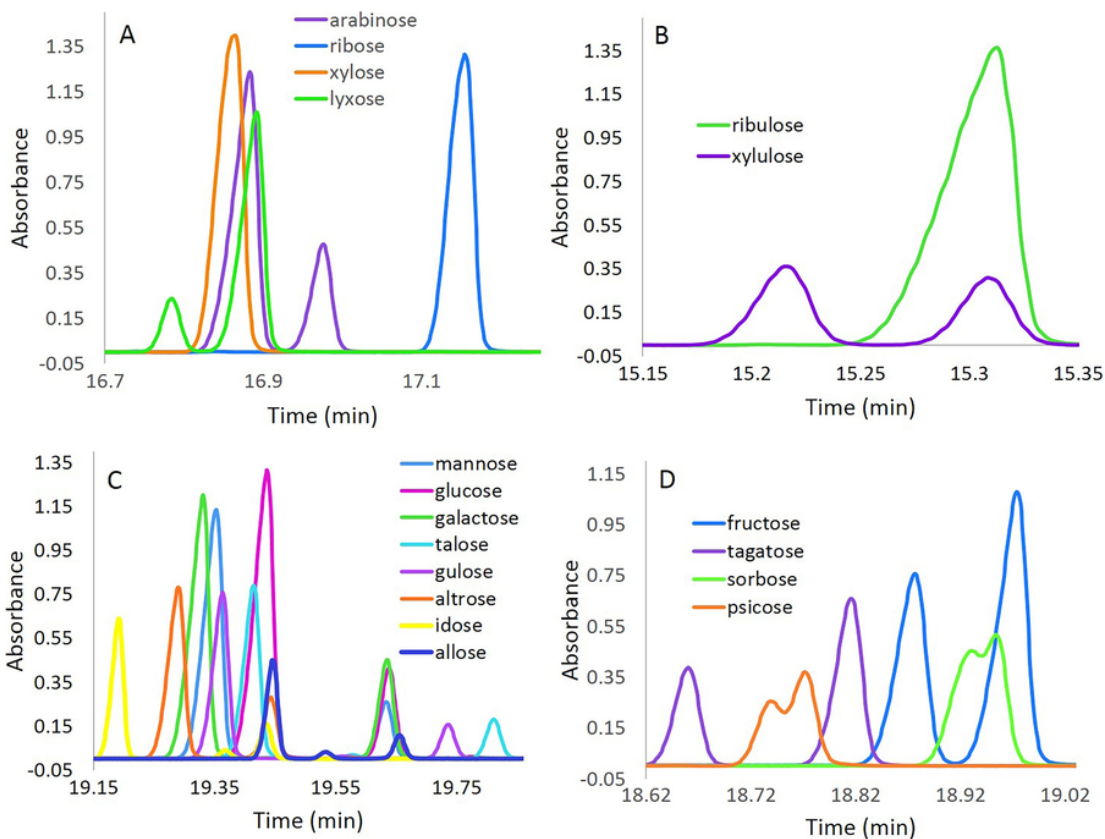 A
arabinose
ribose
xylose
lyxose
1.35
1.15
0.95
0.75
0.55
0.35
0.15
-0.05
Absorbance
16.7
16.9
17.1
Time (min)
B
ribulose
xylulose
1.35
1.15
0.95
0.75
0.55
0.35
0.15
-0.05
Absorbance
15.15
15.2
15.25
15.3
15.35
Time (min)
C
mannose
glucose
galactose
talose
gulose
altrose
idose
allose
1.35
1.15
0.95
0.75
0.55
0.35
0.15
-0.05
Absorbance
19.15
19.35
19.55
19.75
Time (min)
D
fructose
tagatose
sorbose
psicose
1.15
0.95
0.75
0.55
0.35
0.15
-0.05
Absorbance
18.62
18.72
18.82
18.92
19.02
Time (min)